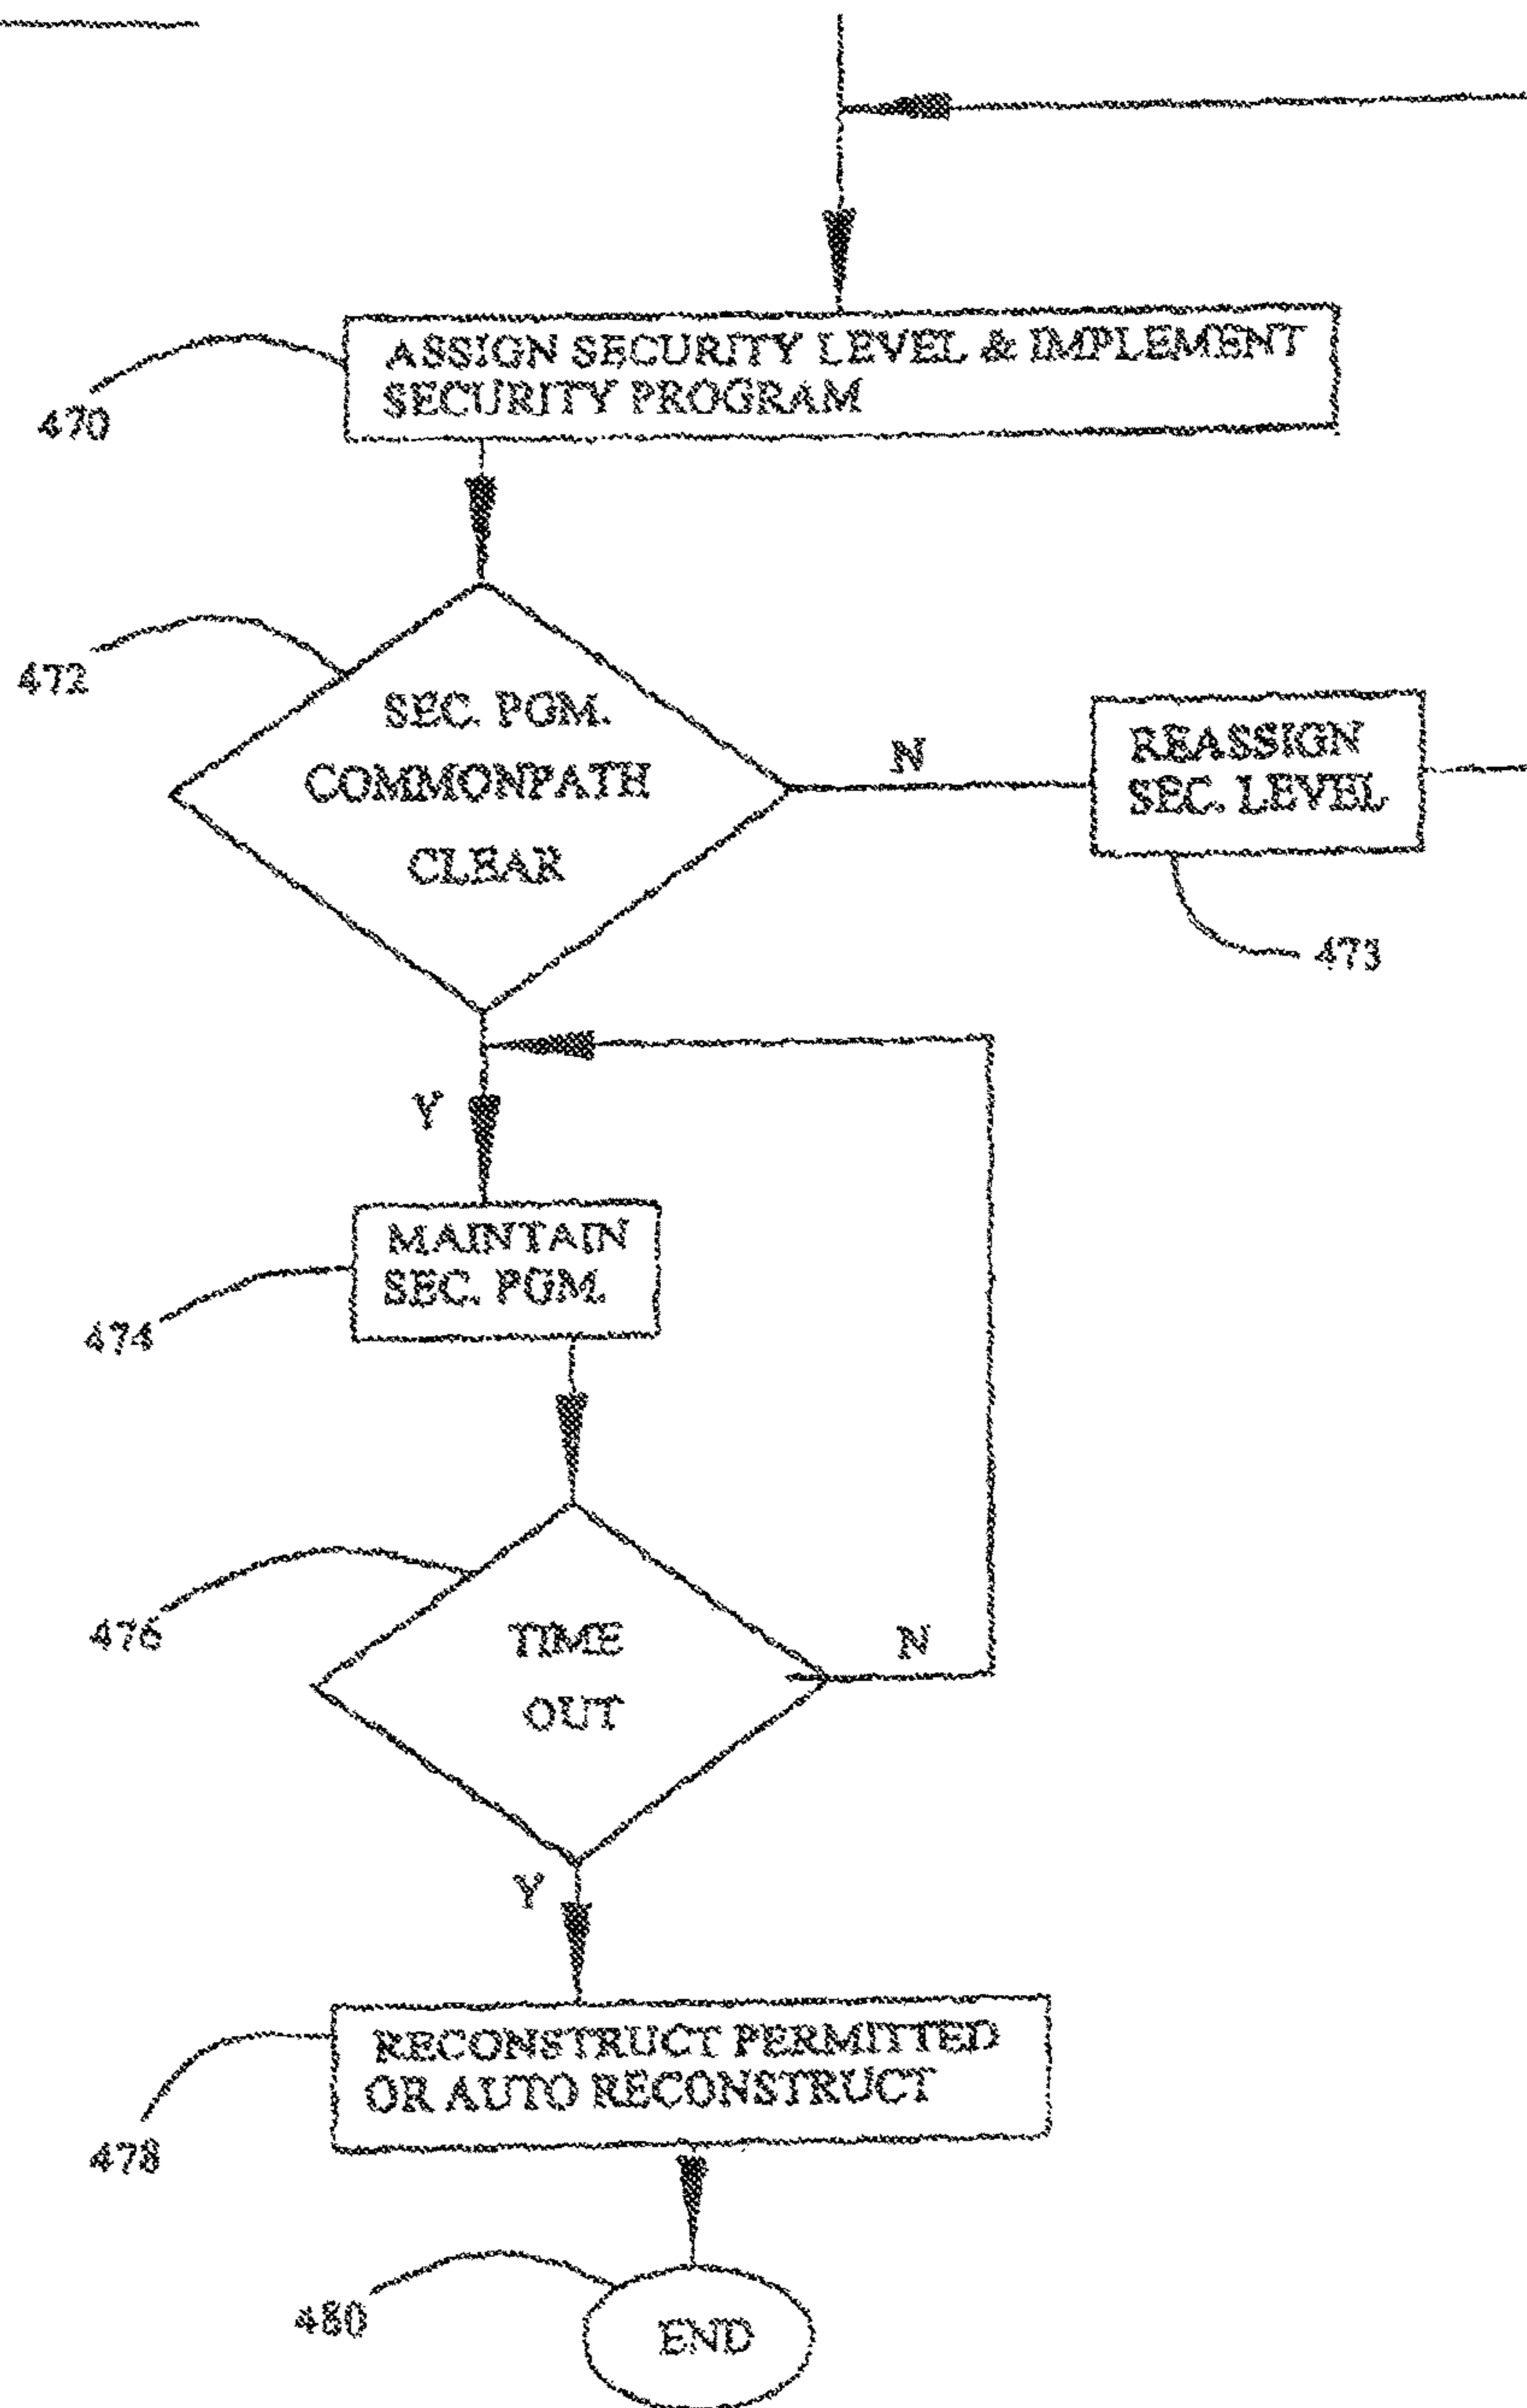 ASSIGN SECURITY LEVEL & IMPLEMENT
SECURITY PROGRAM
470
472
SEC. PGM.
COMMONPATH
CLEAR
N
REASSIGN
SEC. LEVEL
473
Y
MAINTAIN
SEC. PGM.
474
476
TIME
OUT
N
Y
RECONSTRUCT PERMITTED
OR AUTO RECONSTRUCT
478
480
END